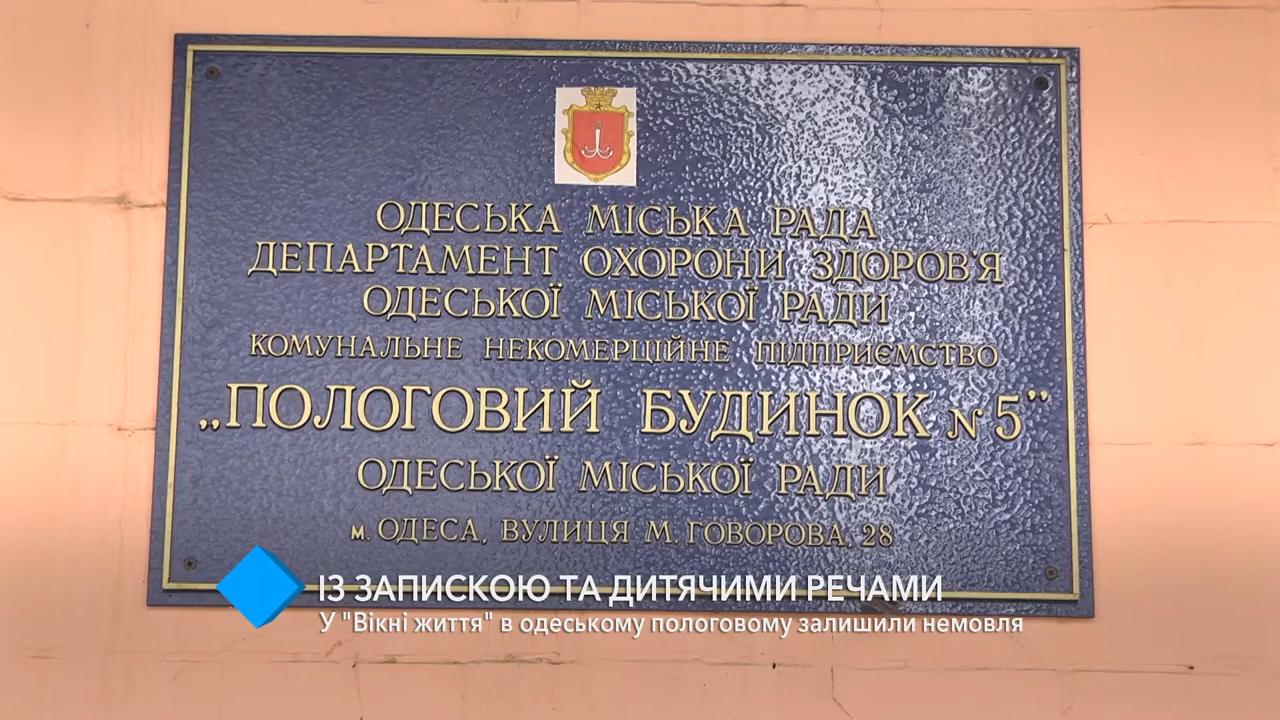 ОДЕСЬКА МІСЬКА РАДА
ДЕПАРТАМЕНТ ОХОРОНИ ЗДОРОВ'Я
ОДЕСЬКОЇ МІСЬКОЇ РАДИ
КОМУНАЛЬНЕ НЕКОМЕРЦІЙНЕ ПІДПРИЄМСТВО
„ПОЛОГОВИЙ БУДИНОК N 5”
ОДЕСЬКОЇ МІСЬКОЇ РАДИ
м. ОДЕСА, ВУЛИЦЯ М. ГОВОРОВА, 28
ІЗ ЗАПИСКОЮ ТА ДИТЯЧИМИ РЕЧАМИ
У "Вікні життя" в одеському пологовому залишили немовля